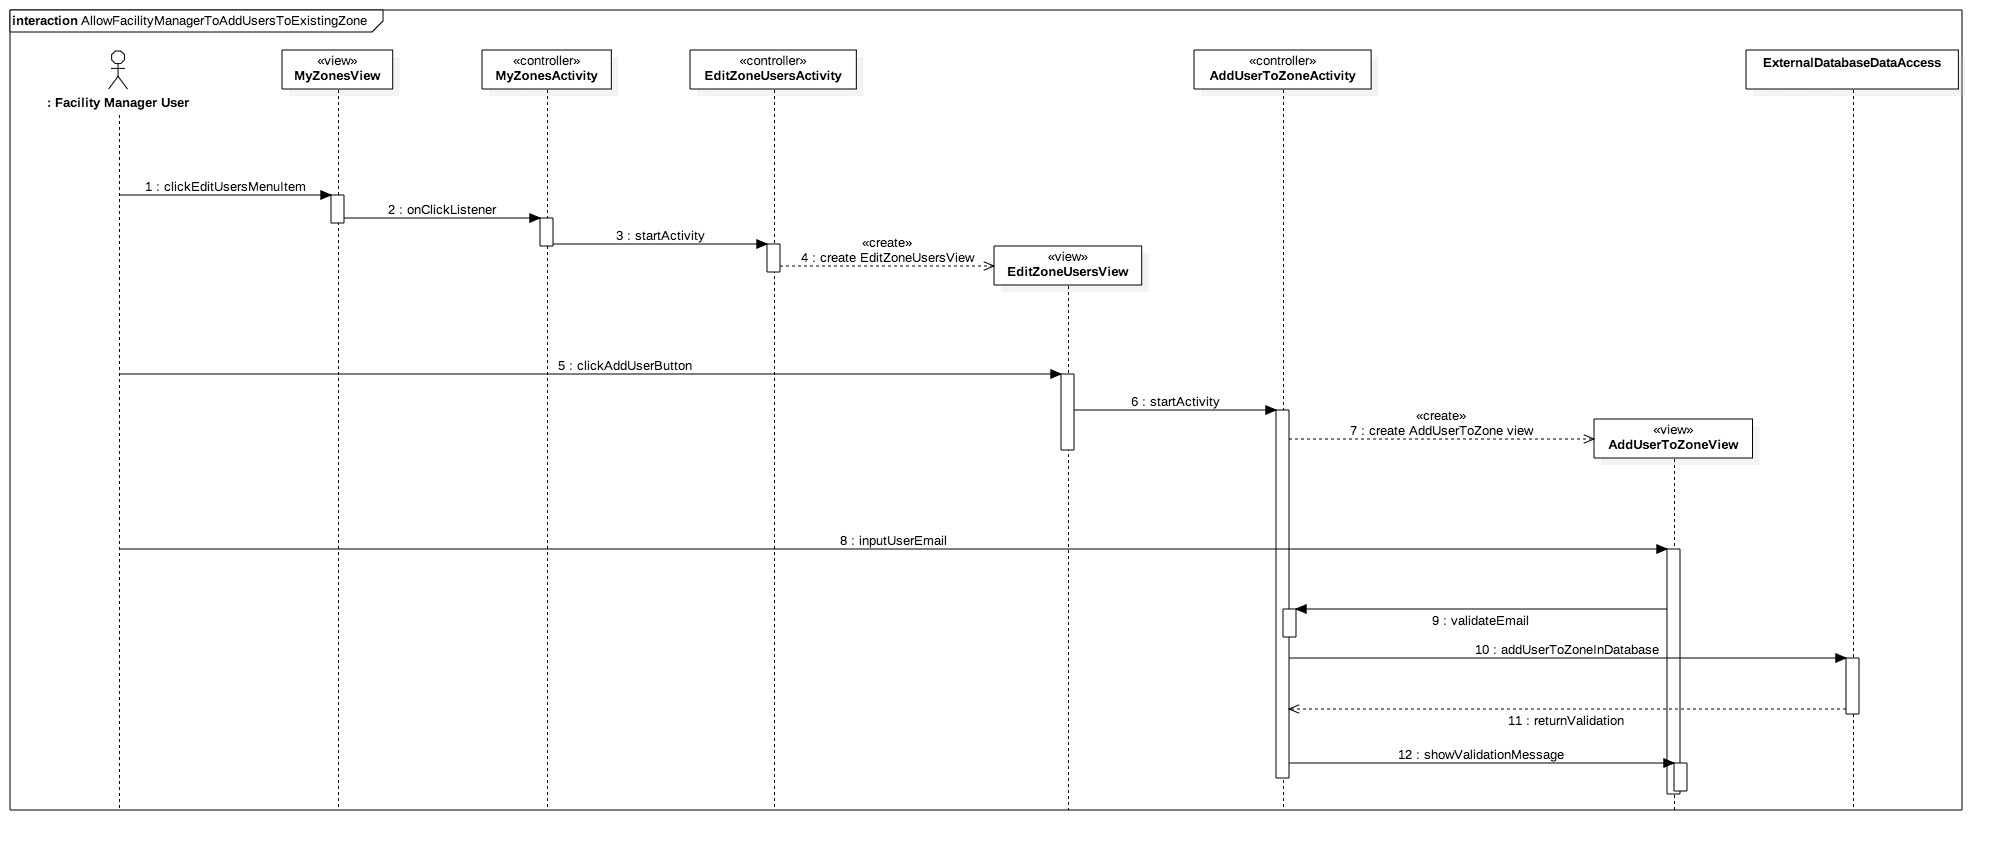 interaction AllowFacilityManagerToAddUsersToExistingZone
: Facility Manager User
«view»
MyZonesView
«controller»
MyZonesActivity
«controller»
EditZoneUsersActivity
«controller»
AddUserToZoneActivity
ExternalDatabaseDataAccess
1 : clickEditUsersMenuItem
2 : onClickListener
3 : startActivity
«create»
4 : create EditZoneUsersView
«view»
EditZoneUsersView
5 : clickAddUserButton
6 : startActivity
«create»
7 : create AddUserToZone view
«view»
AddUserToZoneView
8 : inputUserEmail
9 : validateEmail
10 : addUserToZoneInDatabase
11 : returnValidation
12 : showValidationMessage